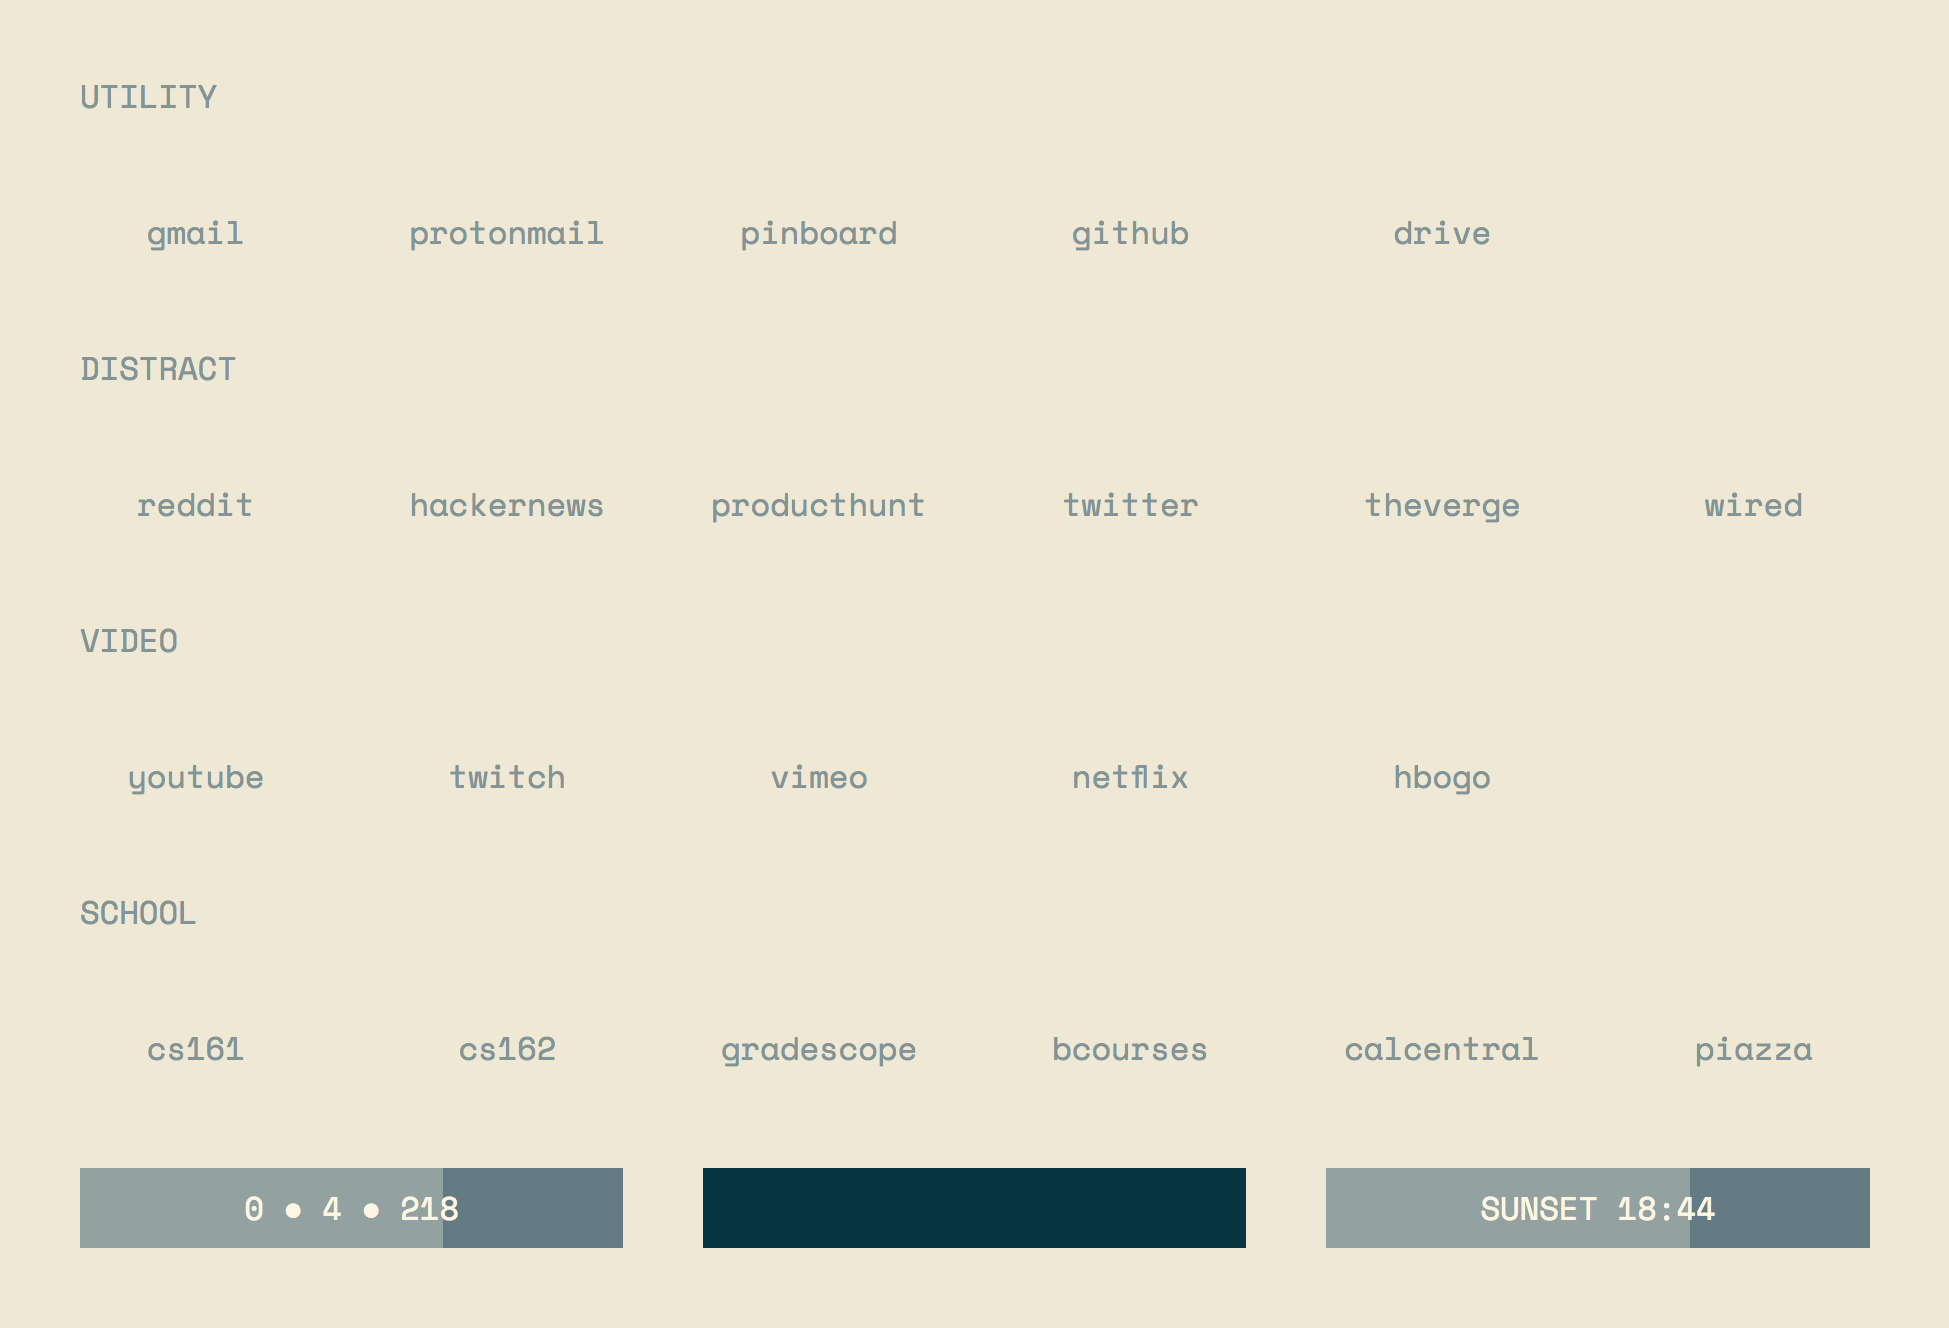 UTILITY
gmail protonmail pinboard github drive
DISTRACT
reddit hackernews producthunt twitter theverge wired
VIDEO
youtube twitch vimeo netflix hbogo
SCHOOL
cs161 cs162 gradescope bcourses calcentral piazza
0 • 4 • 218 SUNSET 18:44